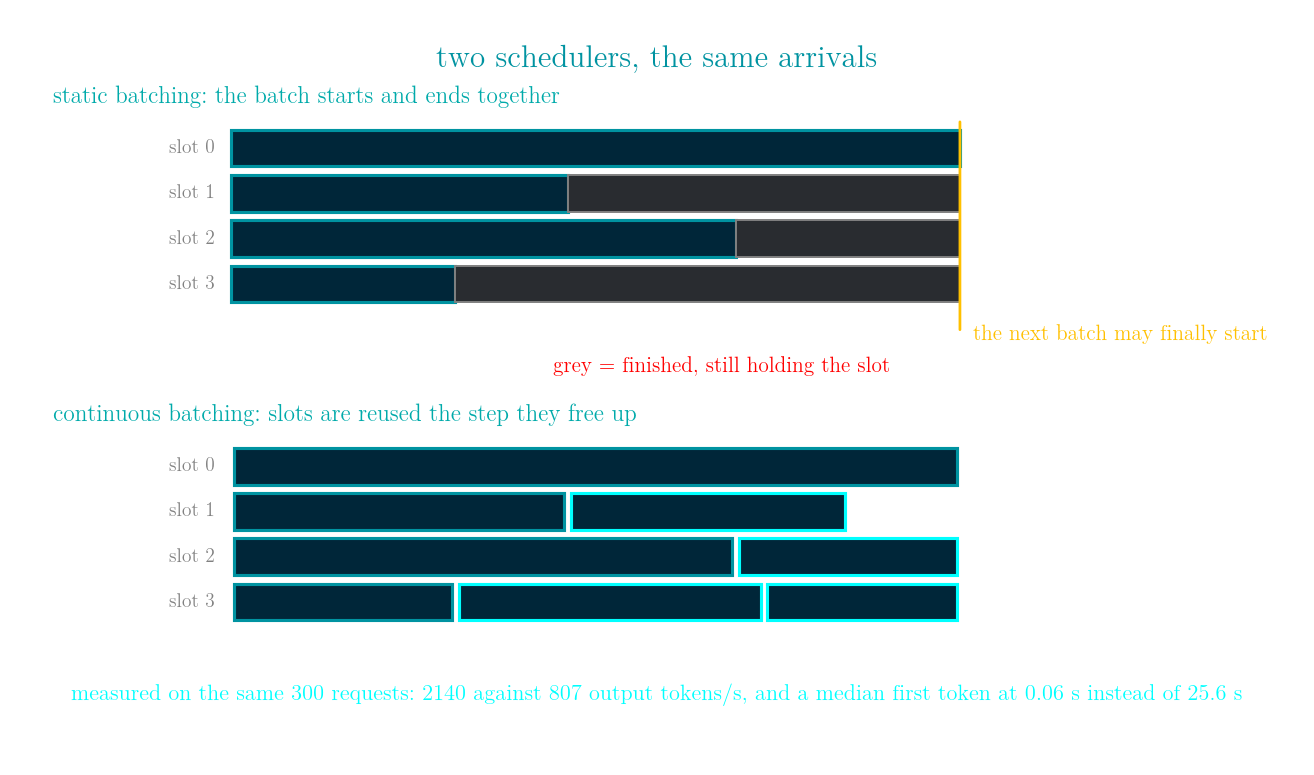 two schedulers, the same arrivals
static batching: the batch starts and ends together
slot 0
slot 1
slot 2
slot 3
the next batch may finally start
grey = finished, still holding the slot
continuous batching: slots are reused the step they free up
slot 0
slot 1
slot 2
slot 3
measured on the same 300 requests: 2140 against 807 output tokens/s, and a median first token at 0.06 s instead of 25.6 s